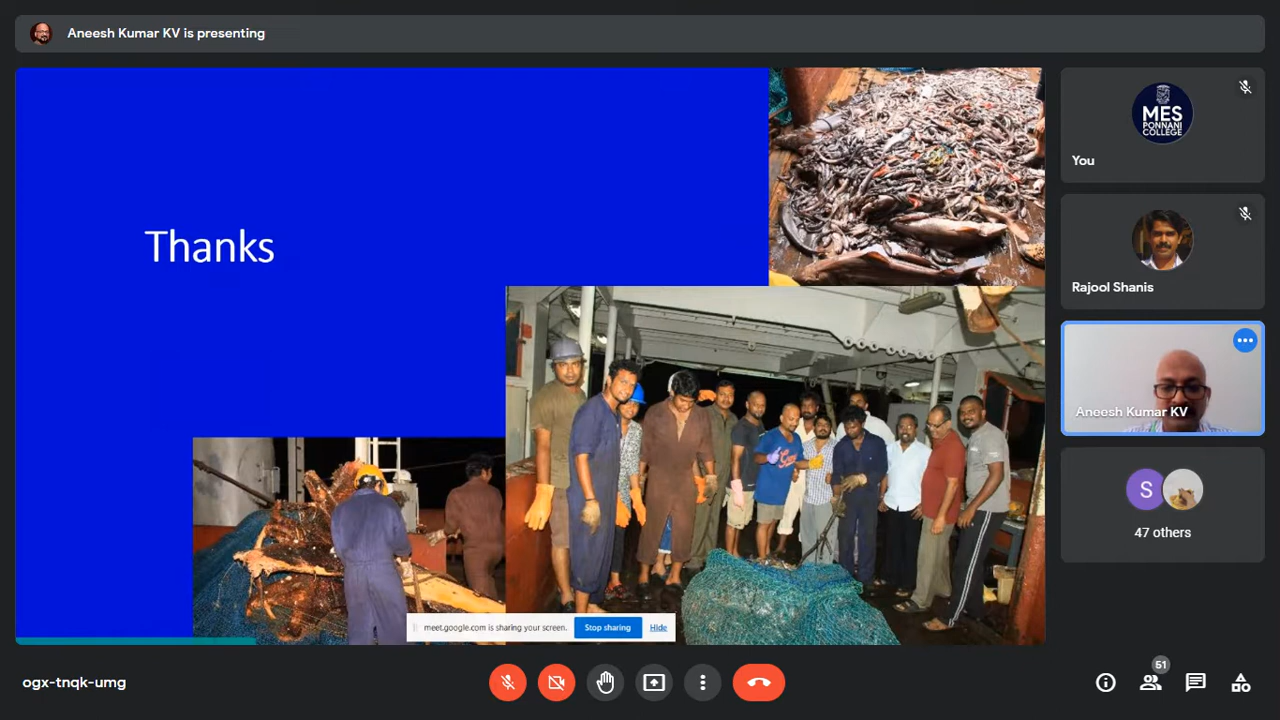 Aneesh Kumar KV is presenting
Thanks
meet.google.com is sharing your screen.
Stop sharing
Hide
MES
PONNANI
COLLEGE
You
Rajool Shanis
Aneesh Kumar KV
S
47 others
ogx-tnqk-umg
51